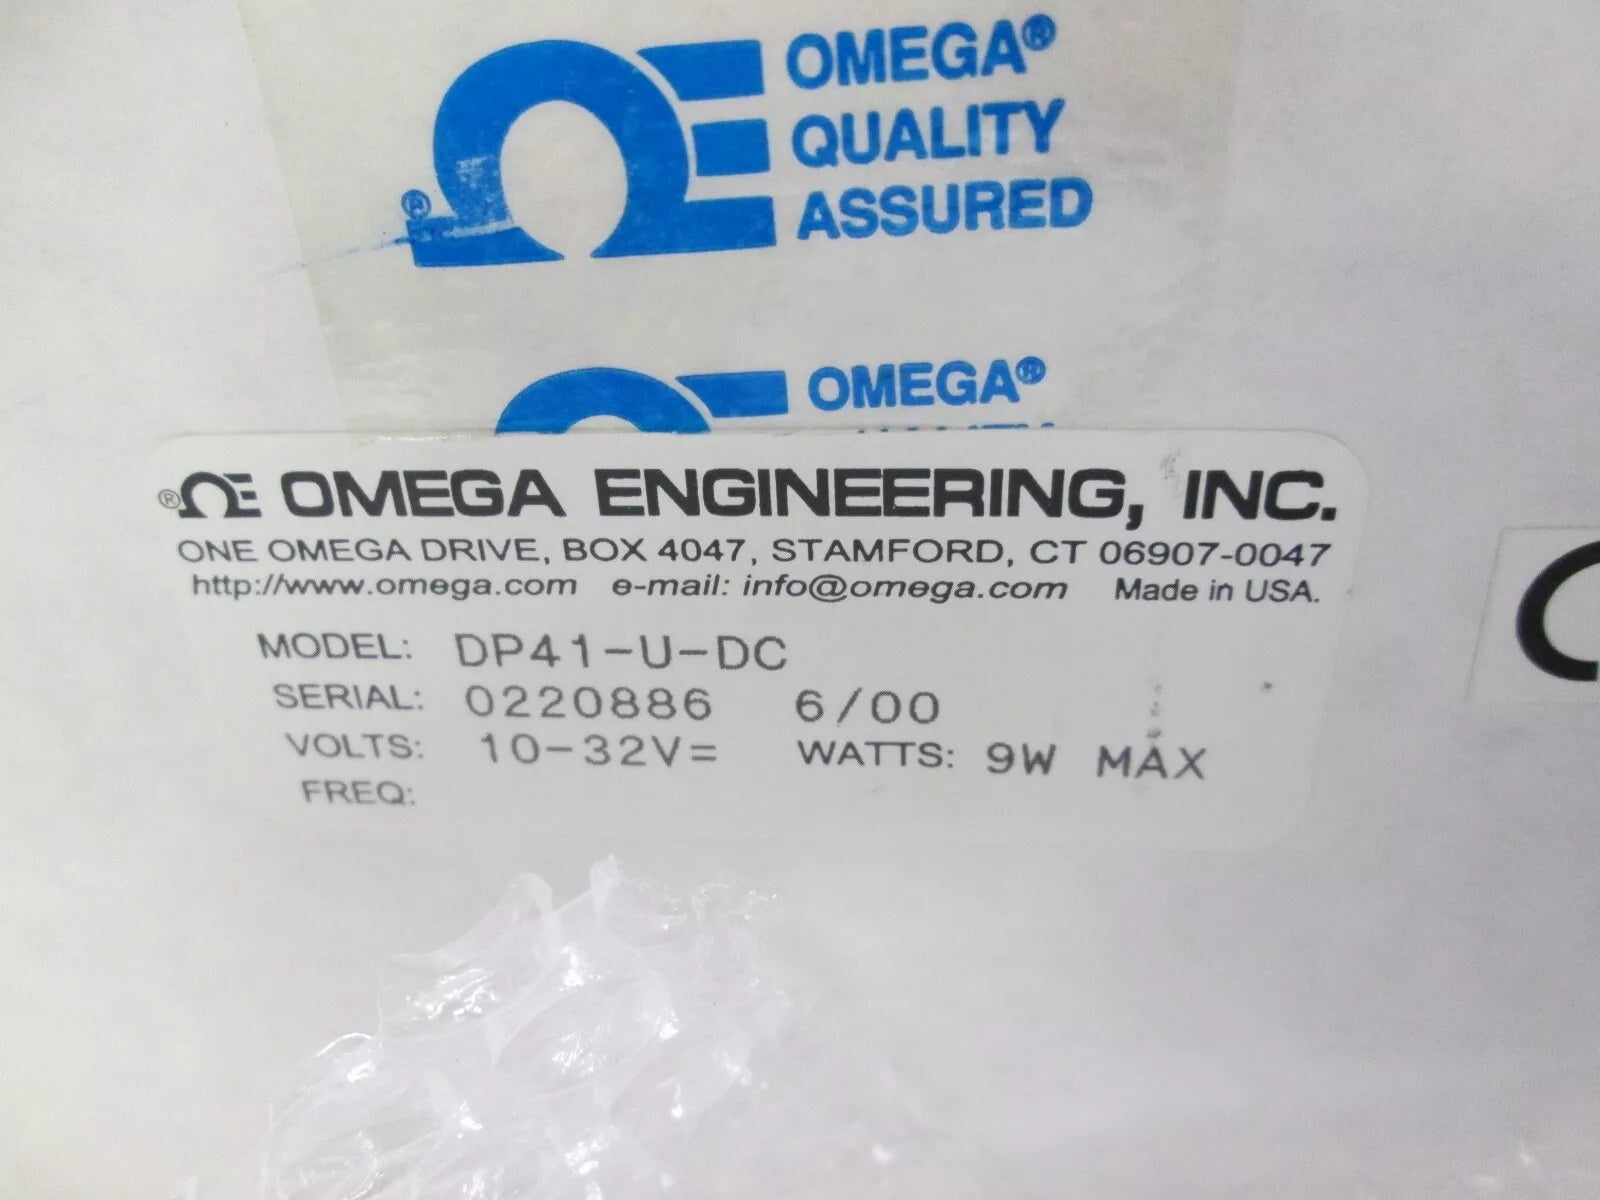 OMEGA®
QUALITY
ASSURED
®
OMEGA®
® OMEGA ENGINEERING, INC.
ONE OMEGA DRIVE, BOX 4047, STAMFORD, CT 06907-0047
http://www.omega.com e-mail: info@omega.com Made in USA.
MODEL: DP41-U-DC
SERIAL: 0220886 6/00
VOLTS: 10-32V= WATTS: 9W MAX
FREQ: